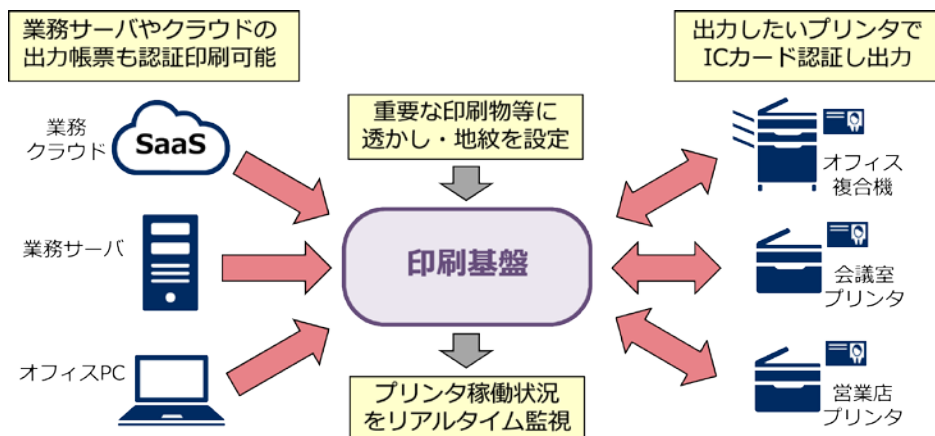 業務サーバやクラウドの
出力帳票も認証印刷可能
出力したいプリンタで
ICカード認証し出力
重要な印刷物等に
透かし・地紋を設定
業務
クラウド
SaaS
オフィス
複合機
業務サーバ
印刷基盤
会議室
プリンタ
オフィスPC
プリンタ稼働状況
をリアルタイム監視
営業店
プリンタ